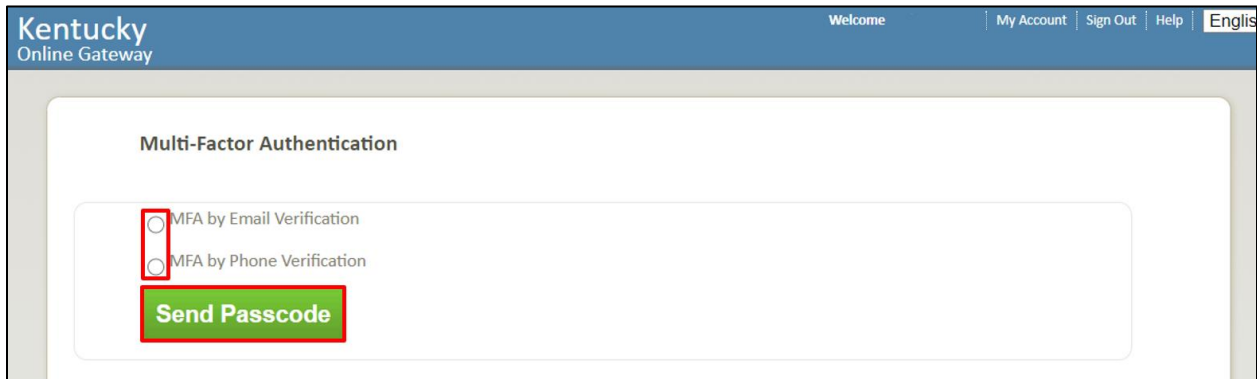 Kentucky
Online Gateway
Welcome My Account Sign Out Help Englis
Multi-Factor Authentication
MFA by Email Verification
MFA by Phone Verification
Send Passcode